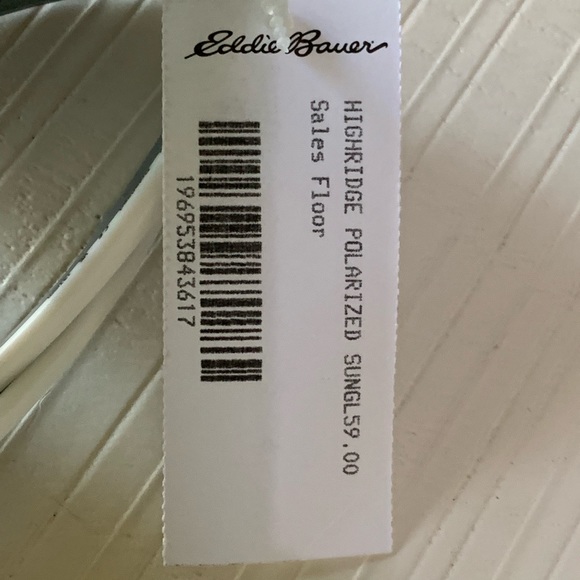 Eddie Bauer
HIGHRIDGE POLARIZED SUNGL59.00
Sales Floor
196953843617